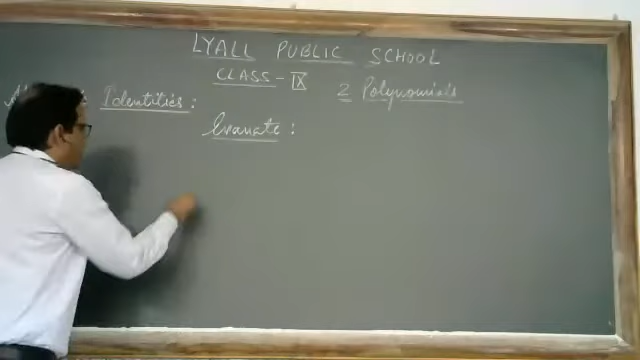 LYALL PUBLIC SCHOOL
CLASS - IX 2 Polynomials
Identities :
Evaluate :